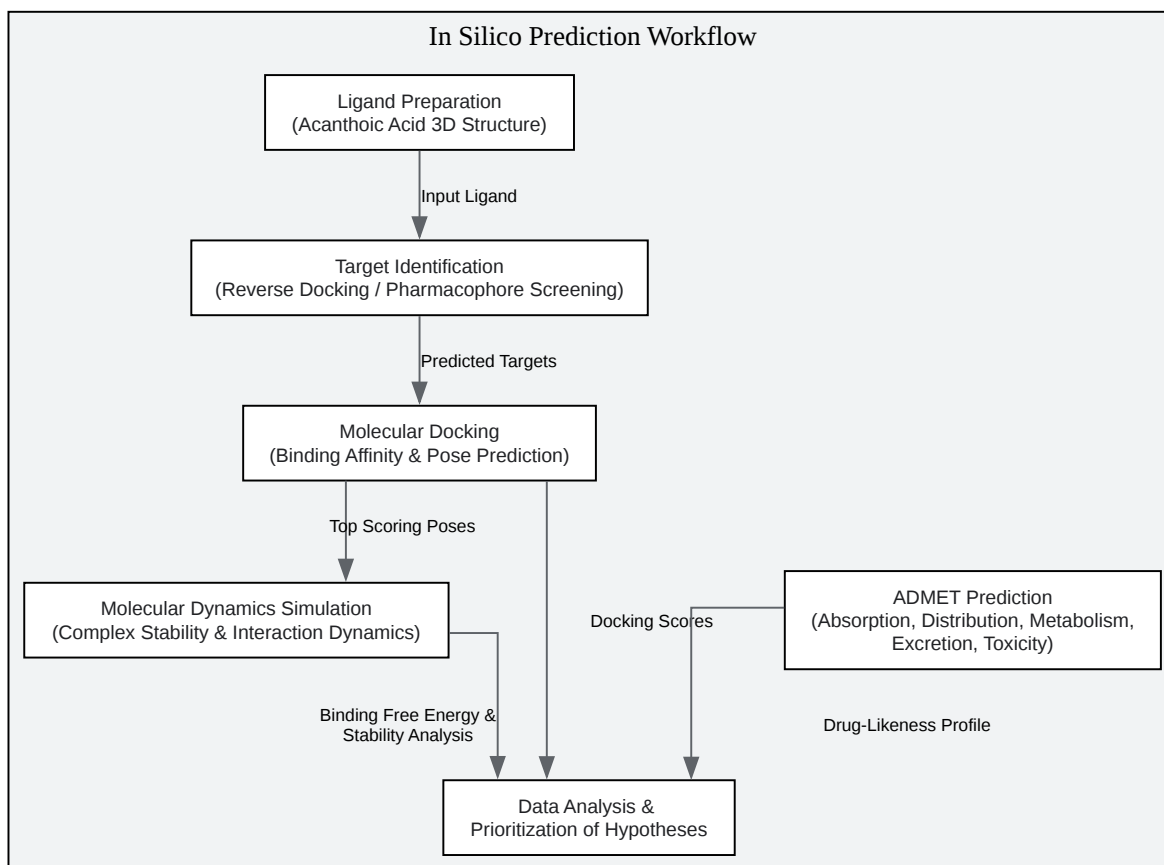 In Silico Prediction Workflow
Ligand Preparation
(Acanthoic Acid 3D Structure)
Input Ligand
Target Identification
(Reverse Docking / Pharmacophore Screening)
Predicted Targets
Molecular Docking
(Binding Affinity & Pose Prediction)
Top Scoring Poses
Molecular Dynamics Simulation
(Complex Stability & Interaction Dynamics)
Docking Scores
ADMET Prediction
(Absorption, Distribution, Metabolism,
Excretion, Toxicity)
Binding Free Energy &
Stability Analysis
Drug-Likeness Profile
Data Analysis &
Prioritization of Hypotheses